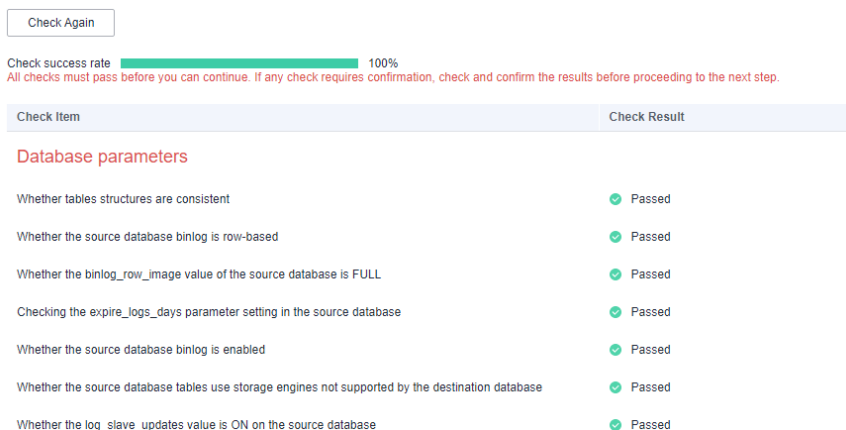 Check Again
Check success rate 100%
All checks must pass before you can continue. If any check requires confirmation, check and confirm the results before proceeding to the next step.
Check Item Check Result
Database parameters
Whether tables structures are consistent Passed
Whether the source database binlog is row-based Passed
Whether the binlog_row_image value of the source database is FULL Passed
Checking the expire_logs_days parameter setting in the source database Passed
Whether the source database binlog is enabled Passed
Whether the source database tables use storage engines not supported by the destination database Passed
Whether the log_slave_updates value is ON on the source database Passed